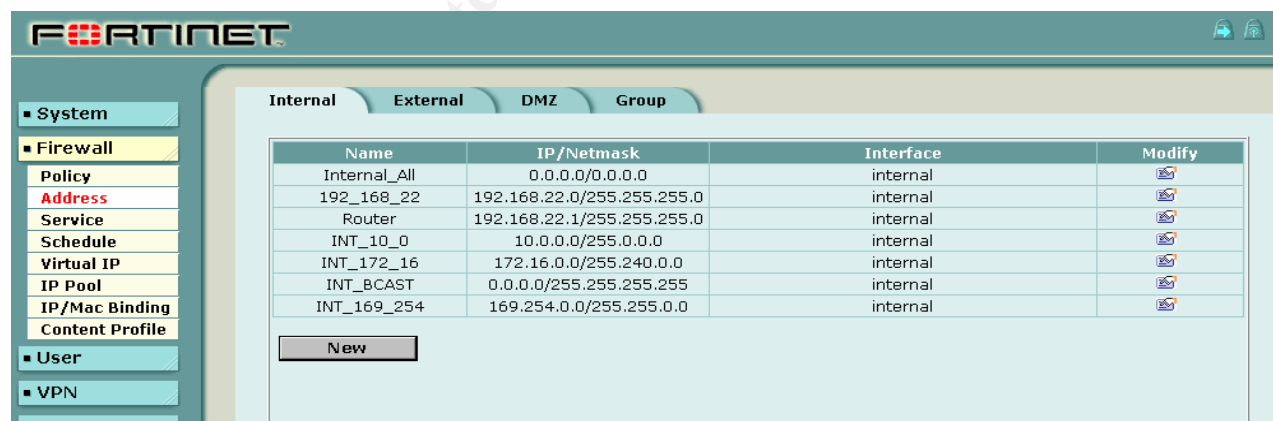 FORTINET
System
Firewall
Policy
Address
Service
Schedule
Virtual IP
IP Pool
IP/Mac Binding
Content Profile
User
VPN
Internal External DMZ Group
Name IP/Netmask Interface Modify
Internal_All 0.0.0.0/0.0.0.0 internal
192_168_22 192.168.22.0/255.255.255.0 internal
Router 192.168.22.1/255.255.255.0 internal
INT_10_0 10.0.0.0/255.0.0.0 internal
INT_172_16 172.16.0.0/255.240.0.0 internal
INT_BCAST 0.0.0.0/255.255.255.255 internal
INT_169_254 169.254.0.0/255.255.0.0 internal
New